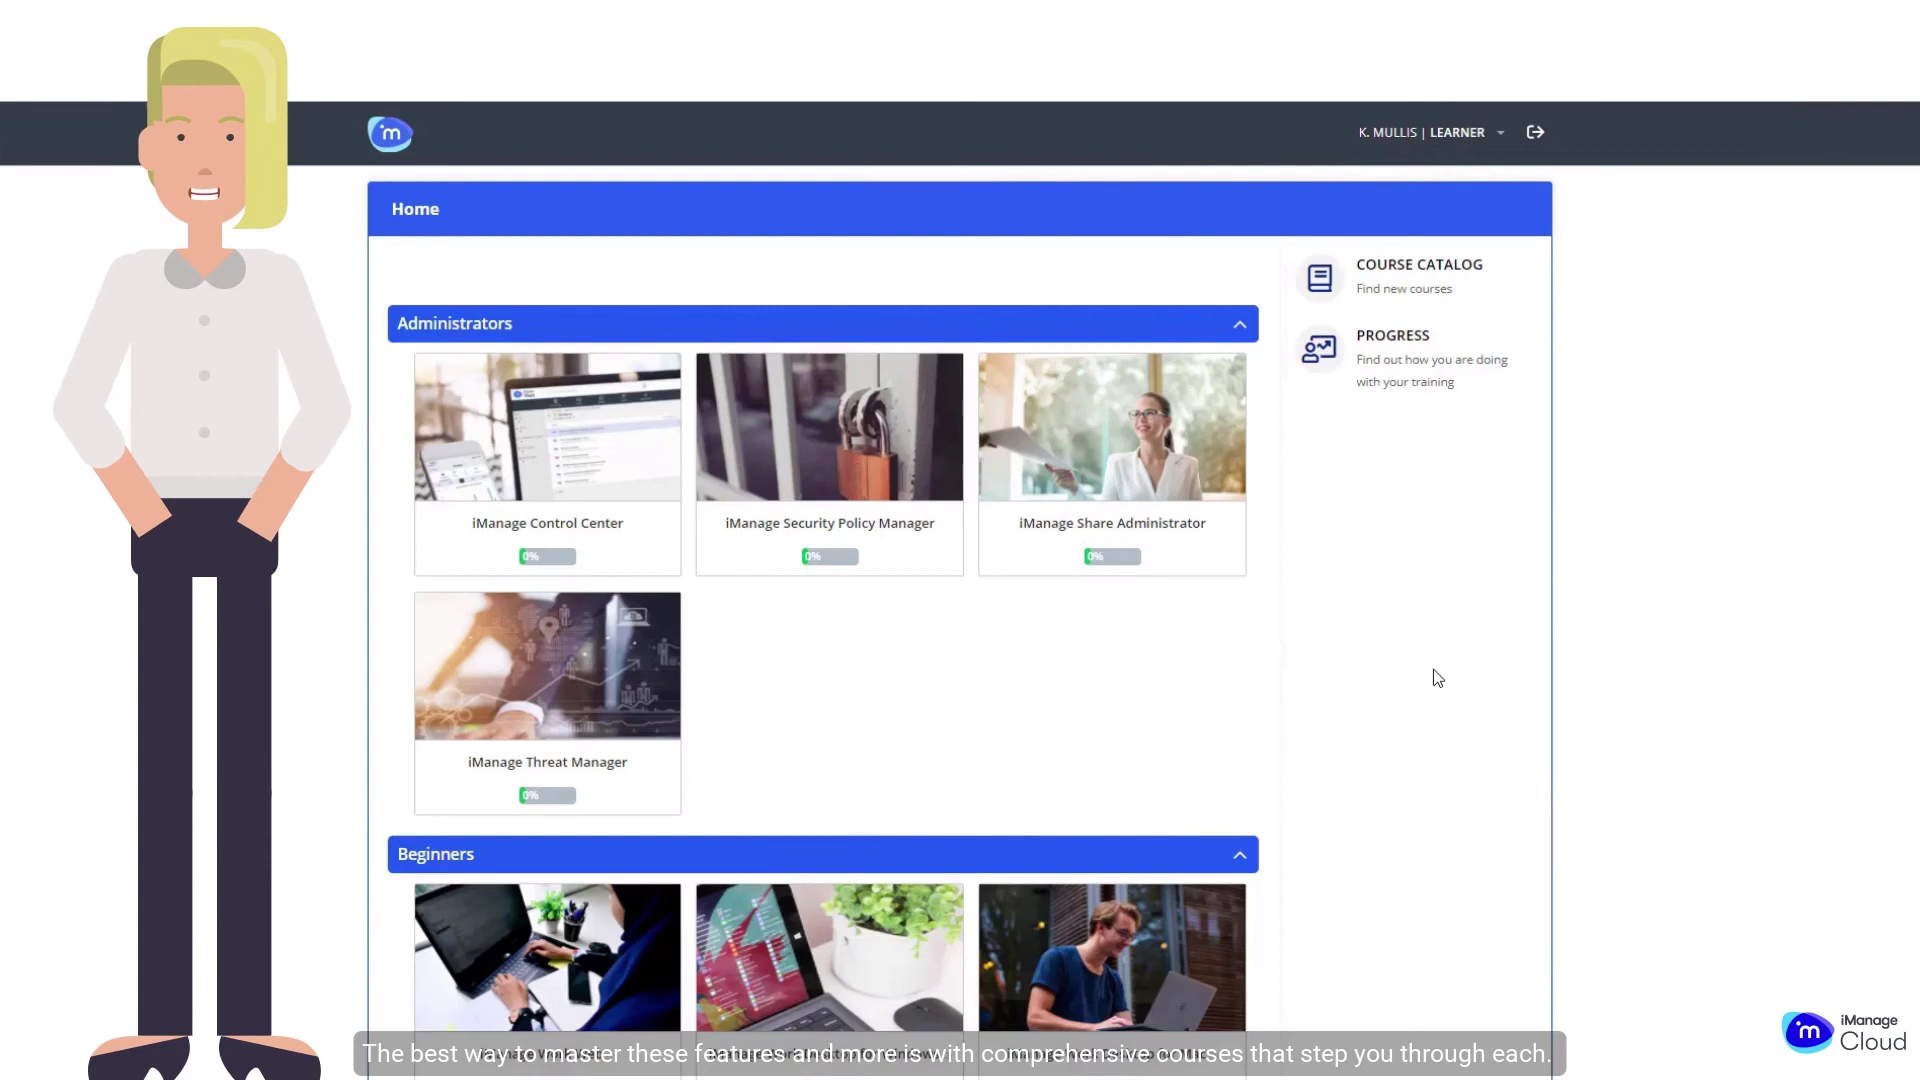 K. MULLIS | LEARNER
m
Home
COURSE CATALOG
Find new courses
PROGRESS
Find out how you are doing
with your training
Administrators
iManage Control Center
iManage Security Policy Manager
iManage Share Administrator
0%
0%
0%
iManage Threat Manager
0%
Beginners
The best way to master these features and more is with comprehensive courses that step you through each.
m
iManage
Cloud